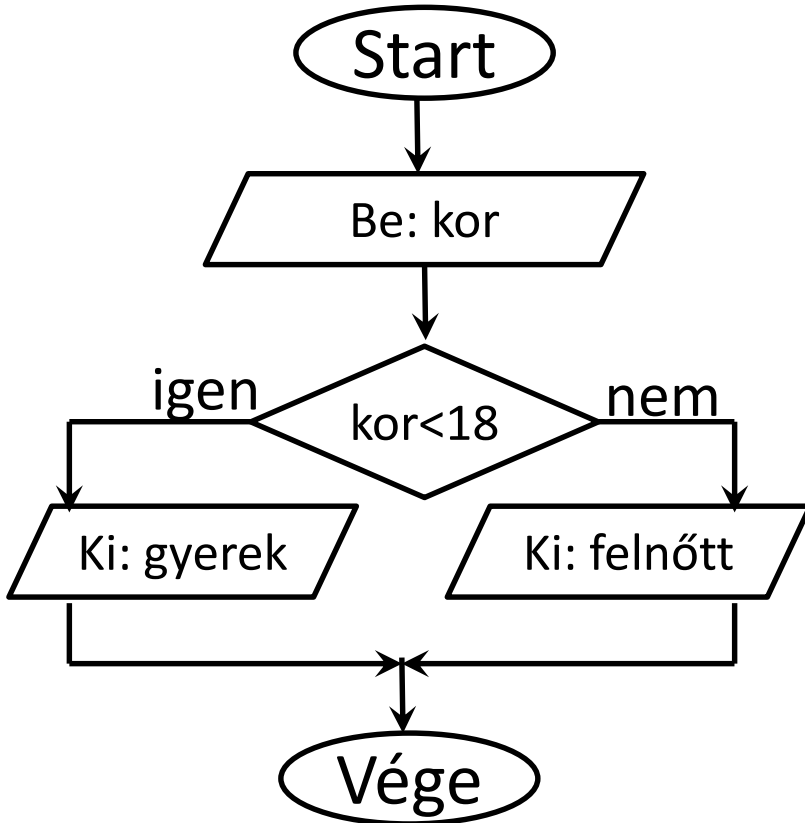 Start
Be: kor
igen
nem
kor<18
Ki: gyerek
Ki: felnőtt
Vége